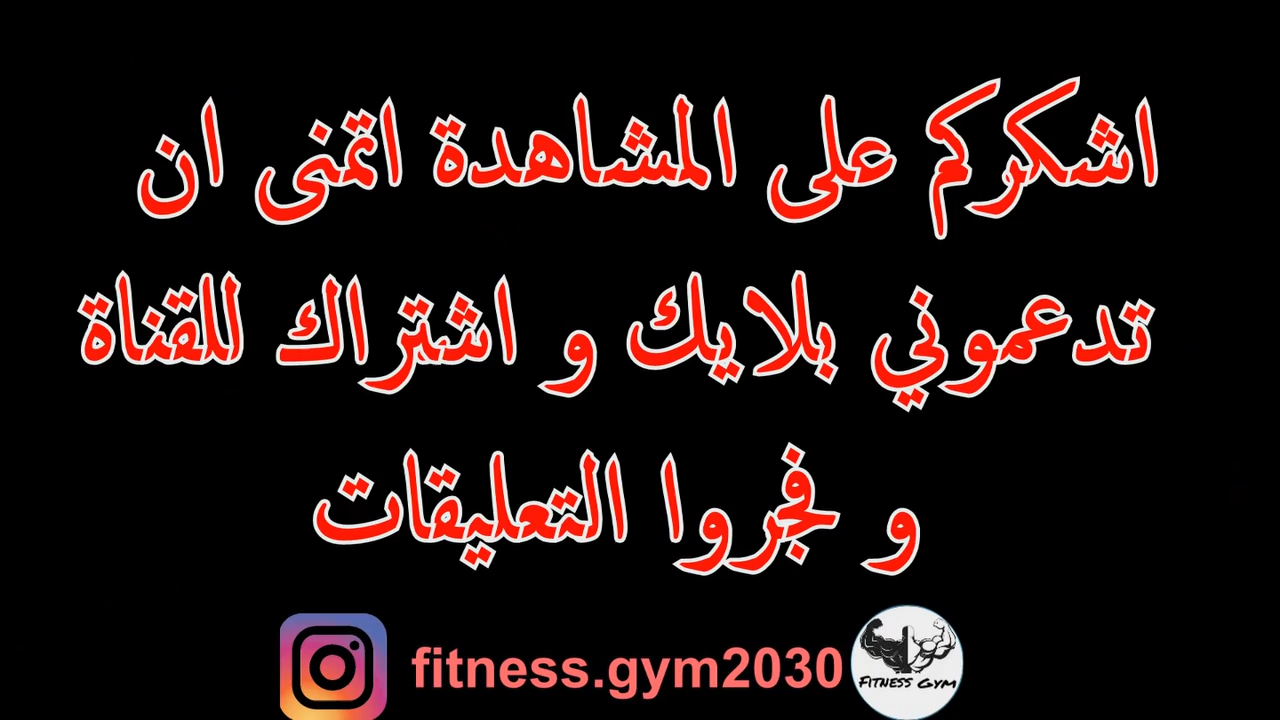 اشكركم على المشاهدة اتمنى ان
تدعموني بلايك و اشتراك للقناة
و فجروا التعليقات
fitness.gym2030
FITNESS GYM